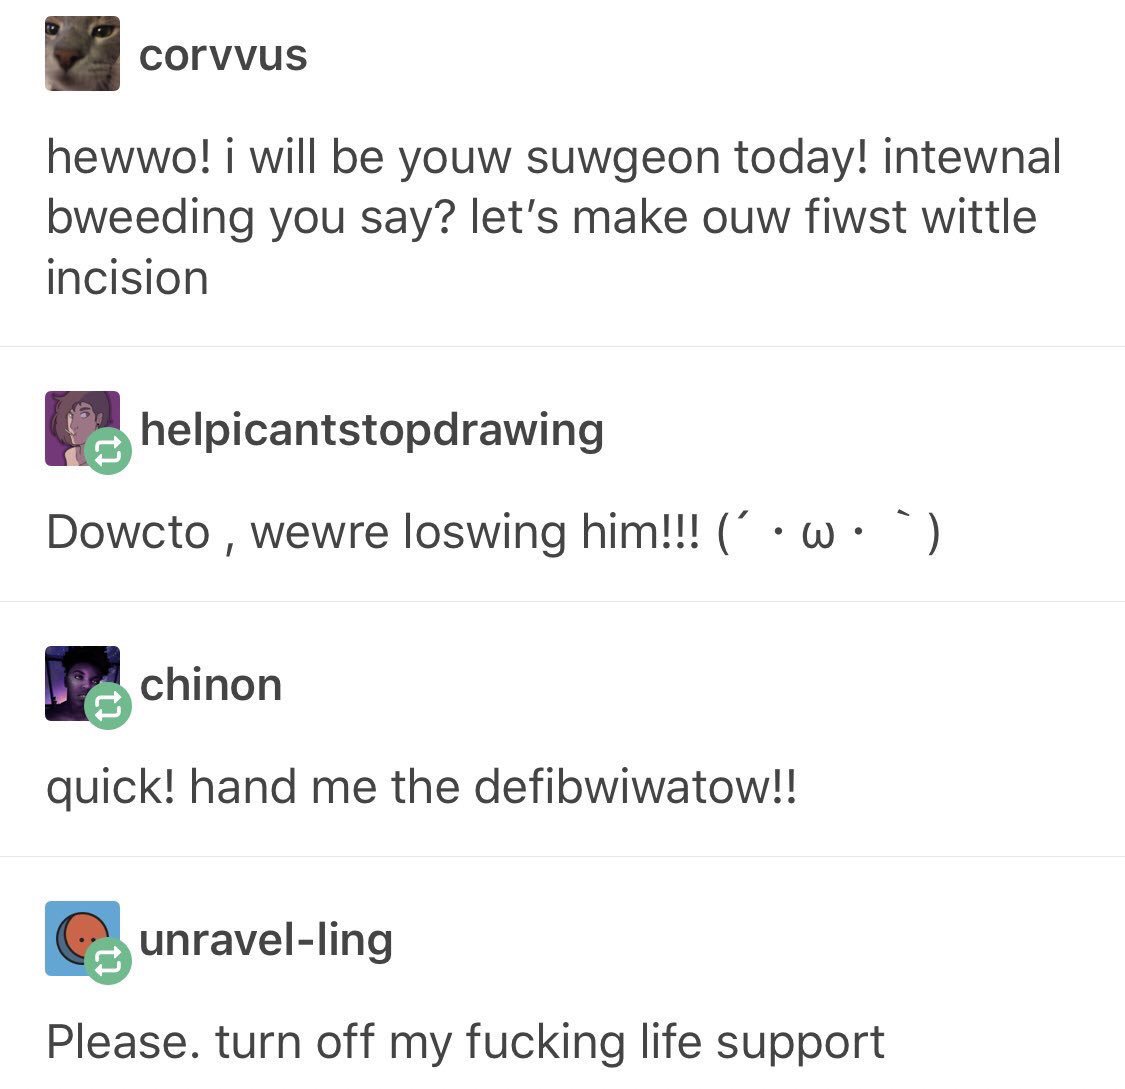 corvvus
hewwo! i will be youw suwgeon today! intewnal
bweeding you say? let’s make ouw fiwst wittle
incision
helpicantstopdrawing
Dowcto , wewre loswing him!!! (´・ω・｀)
chinon
quick! hand me the defibwiwatow!!
unravel-ling
Please. turn off my fucking life support